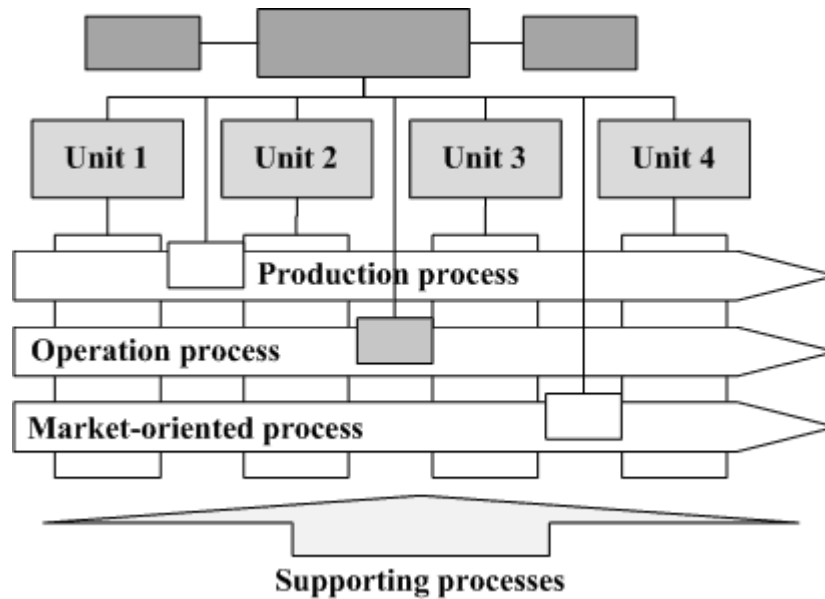 Unit 1
Unit 2
Unit 3
Unit 4
Production process
Operation process
Market-oriented process
Supporting processes